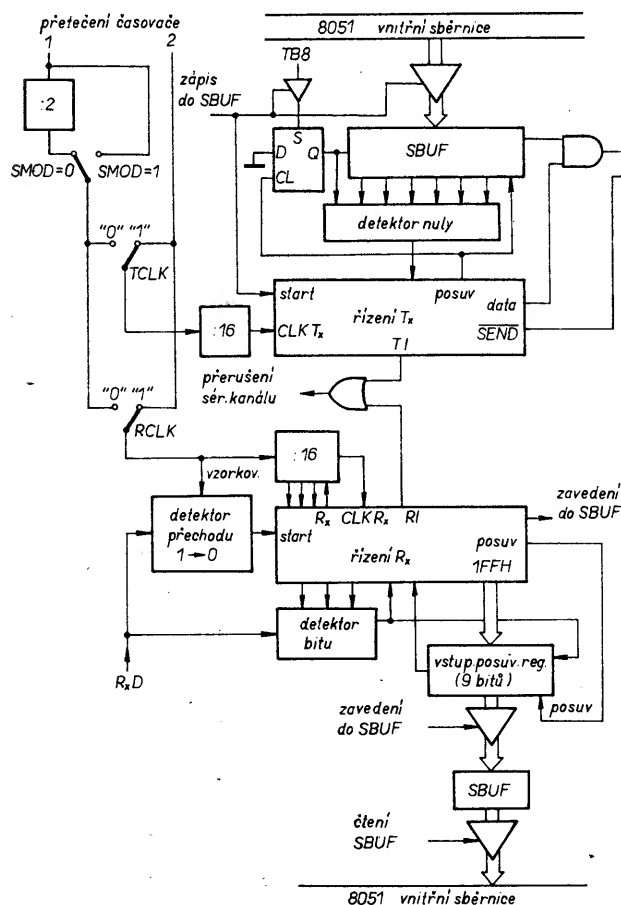 přetečení časovače
1
2
8051 vnitřní sběrnice
TB8
zápis
do SBUF
:2
SMOD=0
SMOD=1
S
D
Q
CL
SBUF
detektor nuly
"0" "1"
TCLK
:16
start
posuv
data
řízení Tx
CLK Tx
SEND
TI
přerušení
sér. kanálu
"0" "1"
RCLK
vzorkov.
:16
zavedení
do SBUF
detektor
přechodu
1→0
Rx
CLK Rx
RI
start
posuv
řízení Rx
1FFH
detektor
bitu
RxD
vstup. posuv. reg.
(9 bitů)
posuv
zavedení
do SBUF
SBUF
čtení
SBUF
8051 vnitřní sběrnice